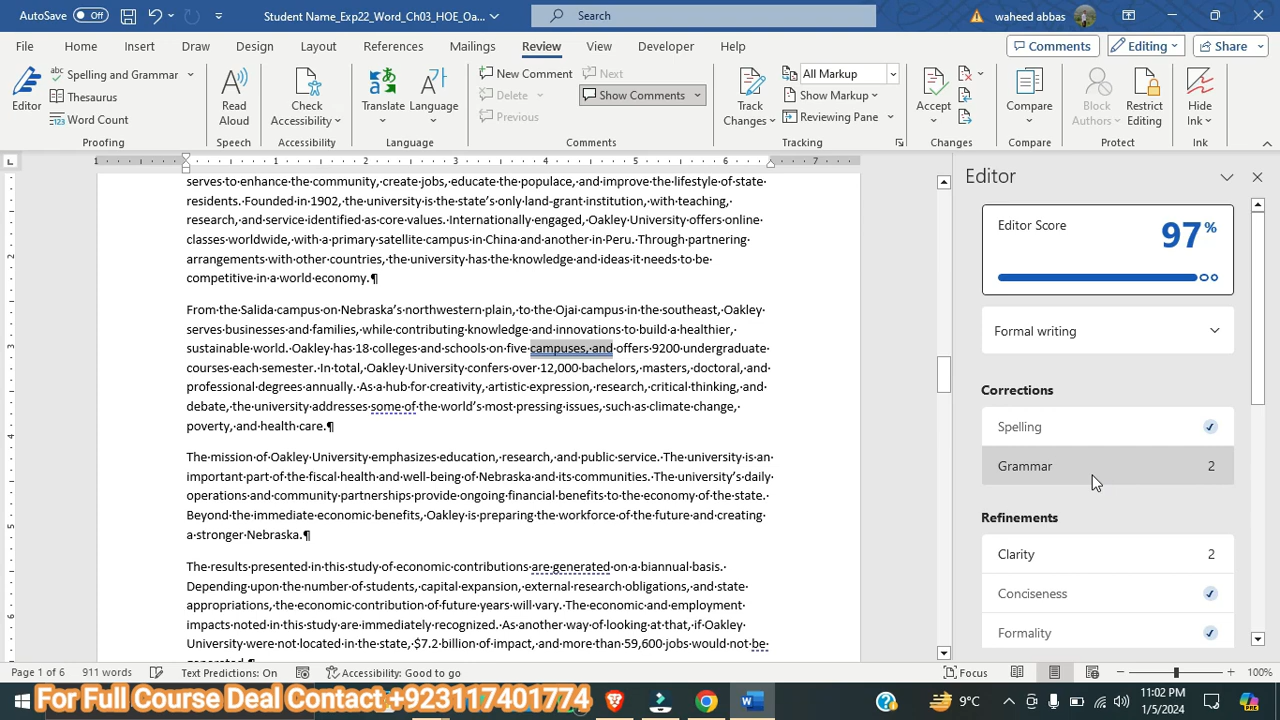 AutoSave Off Student Name_Exp22_Word_Ch03_HOE_Oa... Search waheed abbas
File Home Insert Draw Design Layout References Mailings Review View Developer Help Comments Editing Share
Editor Spelling and Grammar Thesaurus Word Count Proofing
Read Aloud Speech
Check Accessibility Accessibility
Translate Language Language
New Comment Delete Previous Next Show Comments Comments
Track Changes All Markup Show Markup Reviewing Pane Tracking
Accept Changes
Compare Compare
Block Authors Restrict Editing Protect
Hide Ink Ink
1 1 2 3 4 5 6 7
serves·to·enhance·the·community,·create·jobs,·educate·the·populace,·and·improve·the·lifestyle·of·state·
residents.·Founded·in·1902,·the·university·is·the·state's·only·land-grant·institution,·with·teaching,·
research,·and·service·identified·as·core·values.·Internationally·engaged,·Oakley·University·offers·online·
classes·worldwide,·with·a·primary·satellite·campus·in·China·and·another·in·Peru.·Through·partnering·
arrangements·with·other·countries,·the·university·has·the·knowledge·and·ideas·it·needs·to·be·
competitive·in·a·world·economy.¶
From·the·Salida·campus·on·Nebraska's·northwestern·plain,·to·the·Ojai·campus·in·the·southeast,·Oakley·
serves·businesses·and·families,·while·contributing·knowledge·and·innovations·to·build·a·healthier,·
sustainable·world.·Oakley·has·18·colleges·and·schools·on·five·campuses,·and·offers·9200·undergraduate·
courses·each·semester.·In·total,·Oakley·University·confers·over·12,000·bachelors,·masters,·doctoral,·and·
professional·degrees·annually.·As·a·hub·for·creativity,·artistic·expression,·research,·critical·thinking,·and·
debate,·the·university·addresses·some·of·the·world's·most·pressing·issues,·such·as·climate·change,·
poverty,·and·health·care.¶
The·mission·of·Oakley·University·emphasizes·education,·research,·and·public·service.·The·university·is·an·
important·part·of·the·fiscal·health·and·well-being·of·Nebraska·and·its·communities.·The·university's·daily·
operations·and·community·partnerships·provide·ongoing·financial·benefits·to·the·economy·of·the·state.·
Beyond·the·immediate·economic·benefits,·Oakley·is·preparing·the·workforce·of·the·future·and·creating·
a·stronger·Nebraska.¶
The·results·presented·in·this·study·of·economic·contributions·are·generated·on·a·biannual·basis.·
Depending·upon·the·number·of·students,·capital·expansion,·external·research·obligations,·and·state·
appropriations,·the·economic·contribution·of·future·years·will·vary.·The·economic·and·employment·
impacts·noted·in·this·study·are·immediately·recognized.·As·another·way·of·looking·at·that,·if·Oakley·
University·were·not·located·in·the·state,·$7.2·billion·of·impact,·and·more·than·59,600·jobs·would·not·be·
generated.¶
2
3
4
5
6
Editor
Editor Score 97%
Formal writing
Corrections
Spelling
Grammar 2
Refinements
Clarity 2
Conciseness
Formality
Page 1 of 6 911 words Text Predictions: On Accessibility: Good to go Focus 100%
For Full Course Deal Contact +923117401774 9°C 11:02 PM
11/5/2024